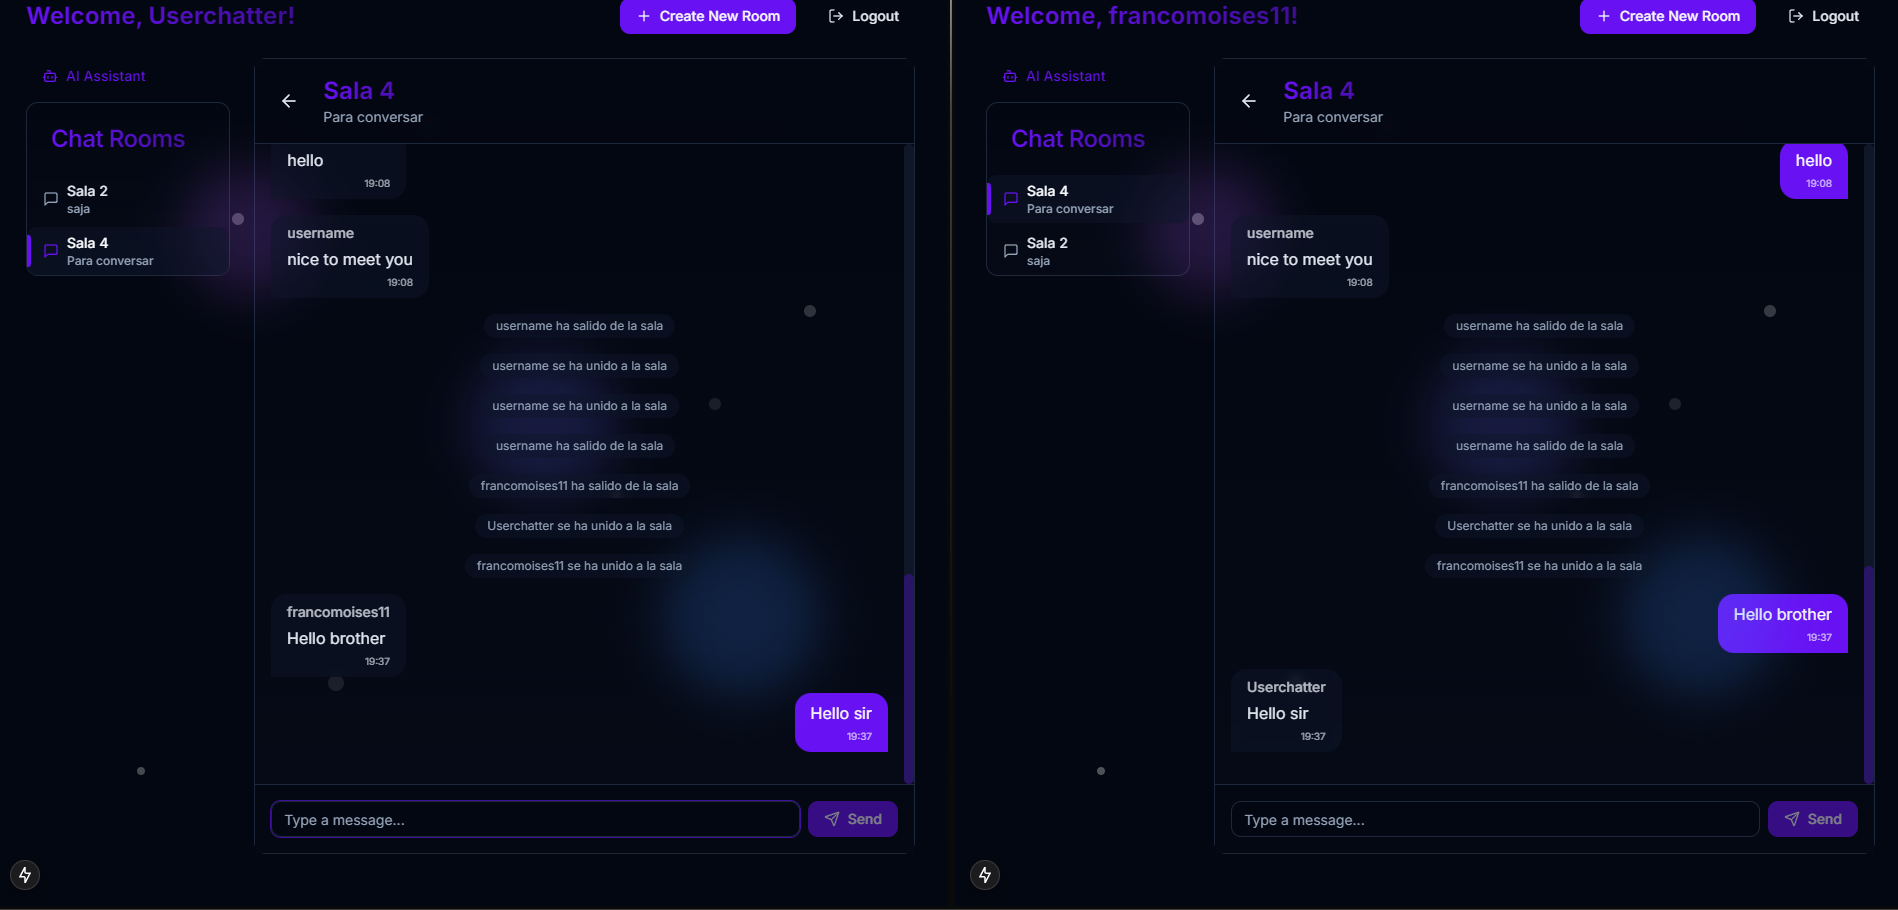 Welcome, Userchatter!
Create New Room
Logout
AI Assistant
Chat Rooms
Sala 2
saja
Sala 4
Para conversar
Sala 4
Para conversar
hello
19:08
username
nice to meet you
19:08
username ha salido de la sala
username se ha unido a la sala
username se ha unido a la sala
username ha salido de la sala
francomoises11 ha salido de la sala
Userchatter se ha unido a la sala
francomoises11 se ha unido a la sala
francomoises11
Hello brother
19:37
Hello sir
19:37
Type a message...
Send
Welcome, francomoises11!
Create New Room
Logout
AI Assistant
Chat Rooms
Sala 4
Para conversar
Sala 2
saja
Sala 4
Para conversar
hello
19:08
username
nice to meet you
19:08
username ha salido de la sala
username se ha unido a la sala
username se ha unido a la sala
username ha salido de la sala
francomoises11 ha salido de la sala
Userchatter se ha unido a la sala
francomoises11 se ha unido a la sala
Hello brother
19:37
Userchatter
Hello sir
19:37
Type a message...
Send